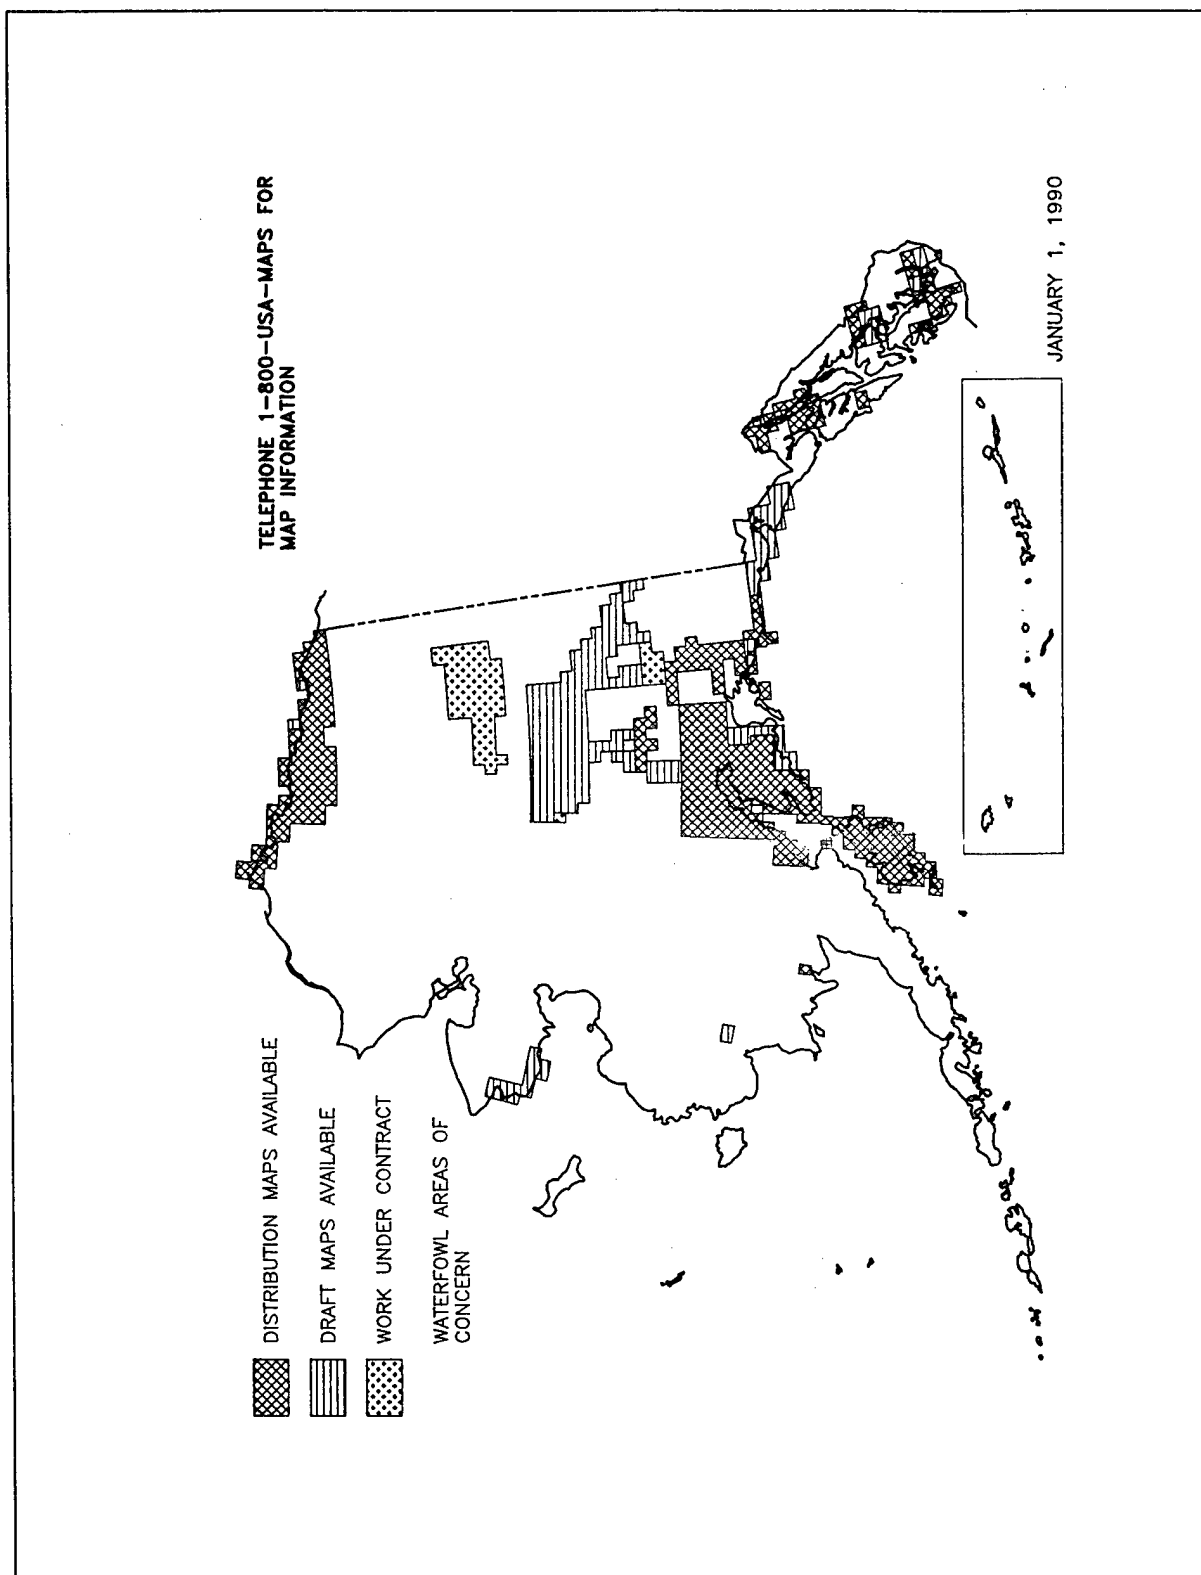 TELEPHONE 1-800-USA-MAPS FOR
MAP INFORMATION
DISTRIBUTION MAPS AVAILABLE
DRAFT MAPS AVAILABLE
WORK UNDER CONTRACT
WATERFOWL AREAS OF
CONCERN
JANUARY 1, 1990